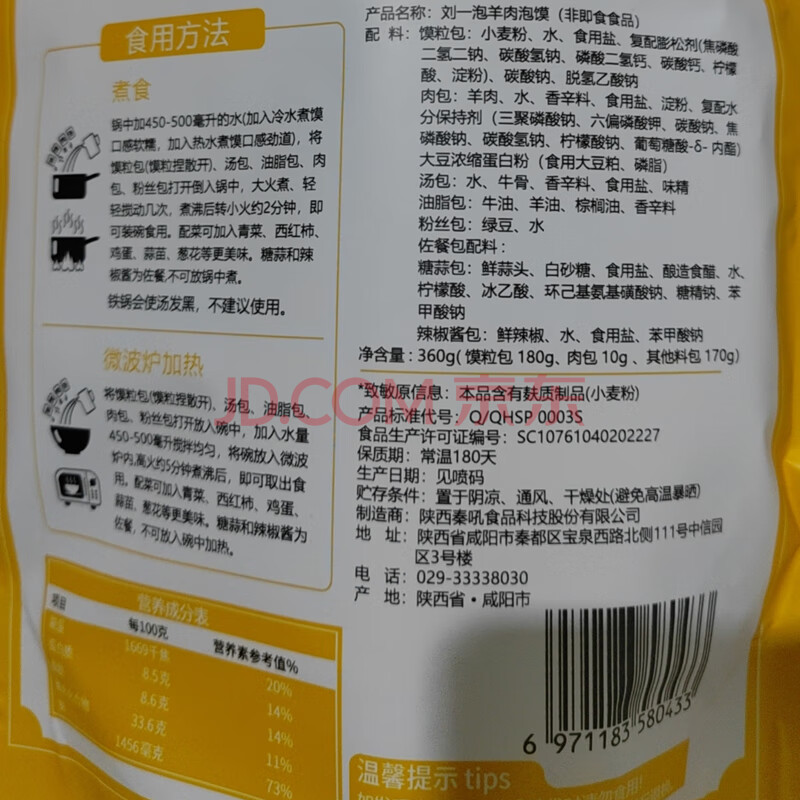 食用方法
煮食
锅中加450-500毫升的水(加入冷水煮馍
口感软糯，加入热水煮馍口感劲道)，将
馍粒包(馍粒捏散开)、汤包、油脂包、肉
包、粉丝包打开倒入锅中，大火煮、轻
轻搅动几次，煮沸后转小火约2分钟，即
可装碗食用。配菜可加入青菜、西红柿、
鸡蛋、蒜苗、葱花等更美味。糖蒜和辣
椒酱为佐餐,不可放锅中煮。
铁锅会使汤发黑，不建议使用。
微波炉加热
将馍粒包(馍粒捏散开)、汤包、油脂包、
肉包、粉丝包打开放入碗中，加入水量
450-500毫升搅拌均匀，将碗放入微波
炉内,高火约5分钟煮沸后，即可取出食
用。配菜可加入青菜、西红柿、鸡蛋、
蒜苗、葱花等更美味。糖蒜和辣椒酱为
佐餐，不可放入碗中加热。
营养成分表
项目 每100克 营养素参考值%
1669千焦 20%
8.5克 14%
8.6克 14%
33.6克 11%
1456毫克 73%
产品名称：刘一泡羊肉泡馍（非即食食品）
配 料：馍粒包：小麦粉、水、食用盐、复配膨松剂(焦磷酸
二氢二钠、碳酸氢钠、磷酸二氢钙、碳酸钙、柠檬
酸、淀粉)、碳酸钠、脱氢乙酸钠
肉包：羊肉、水、香辛料、食用盐、淀粉、复配水
分保持剂（三聚磷酸钠、六偏磷酸钾、碳酸钠、焦
磷酸钠、碳酸氢钠、柠檬酸钠、葡萄糖酸-δ- 内酯）
大豆浓缩蛋白粉（食用大豆粕、磷脂）
汤包：水、牛骨、香辛料、食用盐、味精
油脂包：牛油、羊油、棕榈油、香辛料
粉丝包：绿豆、水
佐餐包配料：
糖蒜包：鲜蒜头、白砂糖、食用盐、酿造食醋、水、
柠檬酸、冰乙酸、环己基氨基磺酸钠、糖精钠、苯
甲酸钠
辣椒酱包：鲜辣椒、水、食用盐、苯甲酸钠
净含量：360g( 馍粒包 180g、肉包 10g 、其他料包 170g）
*致敏原信息：本品含有麸质制品(小麦粉)
产品标准代号：Q/QHSP 0003S
食品生产许可证编号：SC10761040202227
保质期：常温180天
生产日期：见喷码
贮存条件：置于阴凉、通风、干燥处(避免高温暴晒)
制造商：陕西秦吼食品科技股份有限公司
地 址：陕西省咸阳市秦都区宝泉西路北侧111号中信园
区3号楼
电 话：029-33338030
产 地：陕西省·咸阳市
6 971183 580433
温馨提示 tips
JD.COM 京东